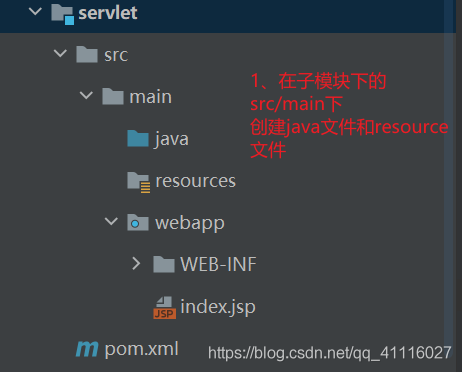 servlet
src
main
java
resources
webapp
WEB-INF
JSP
index.jsp
m pom.xml
1、在子模块下的
src/main下
创建java文件和resource
文件
https://blog.csdn.net/qq_41116027